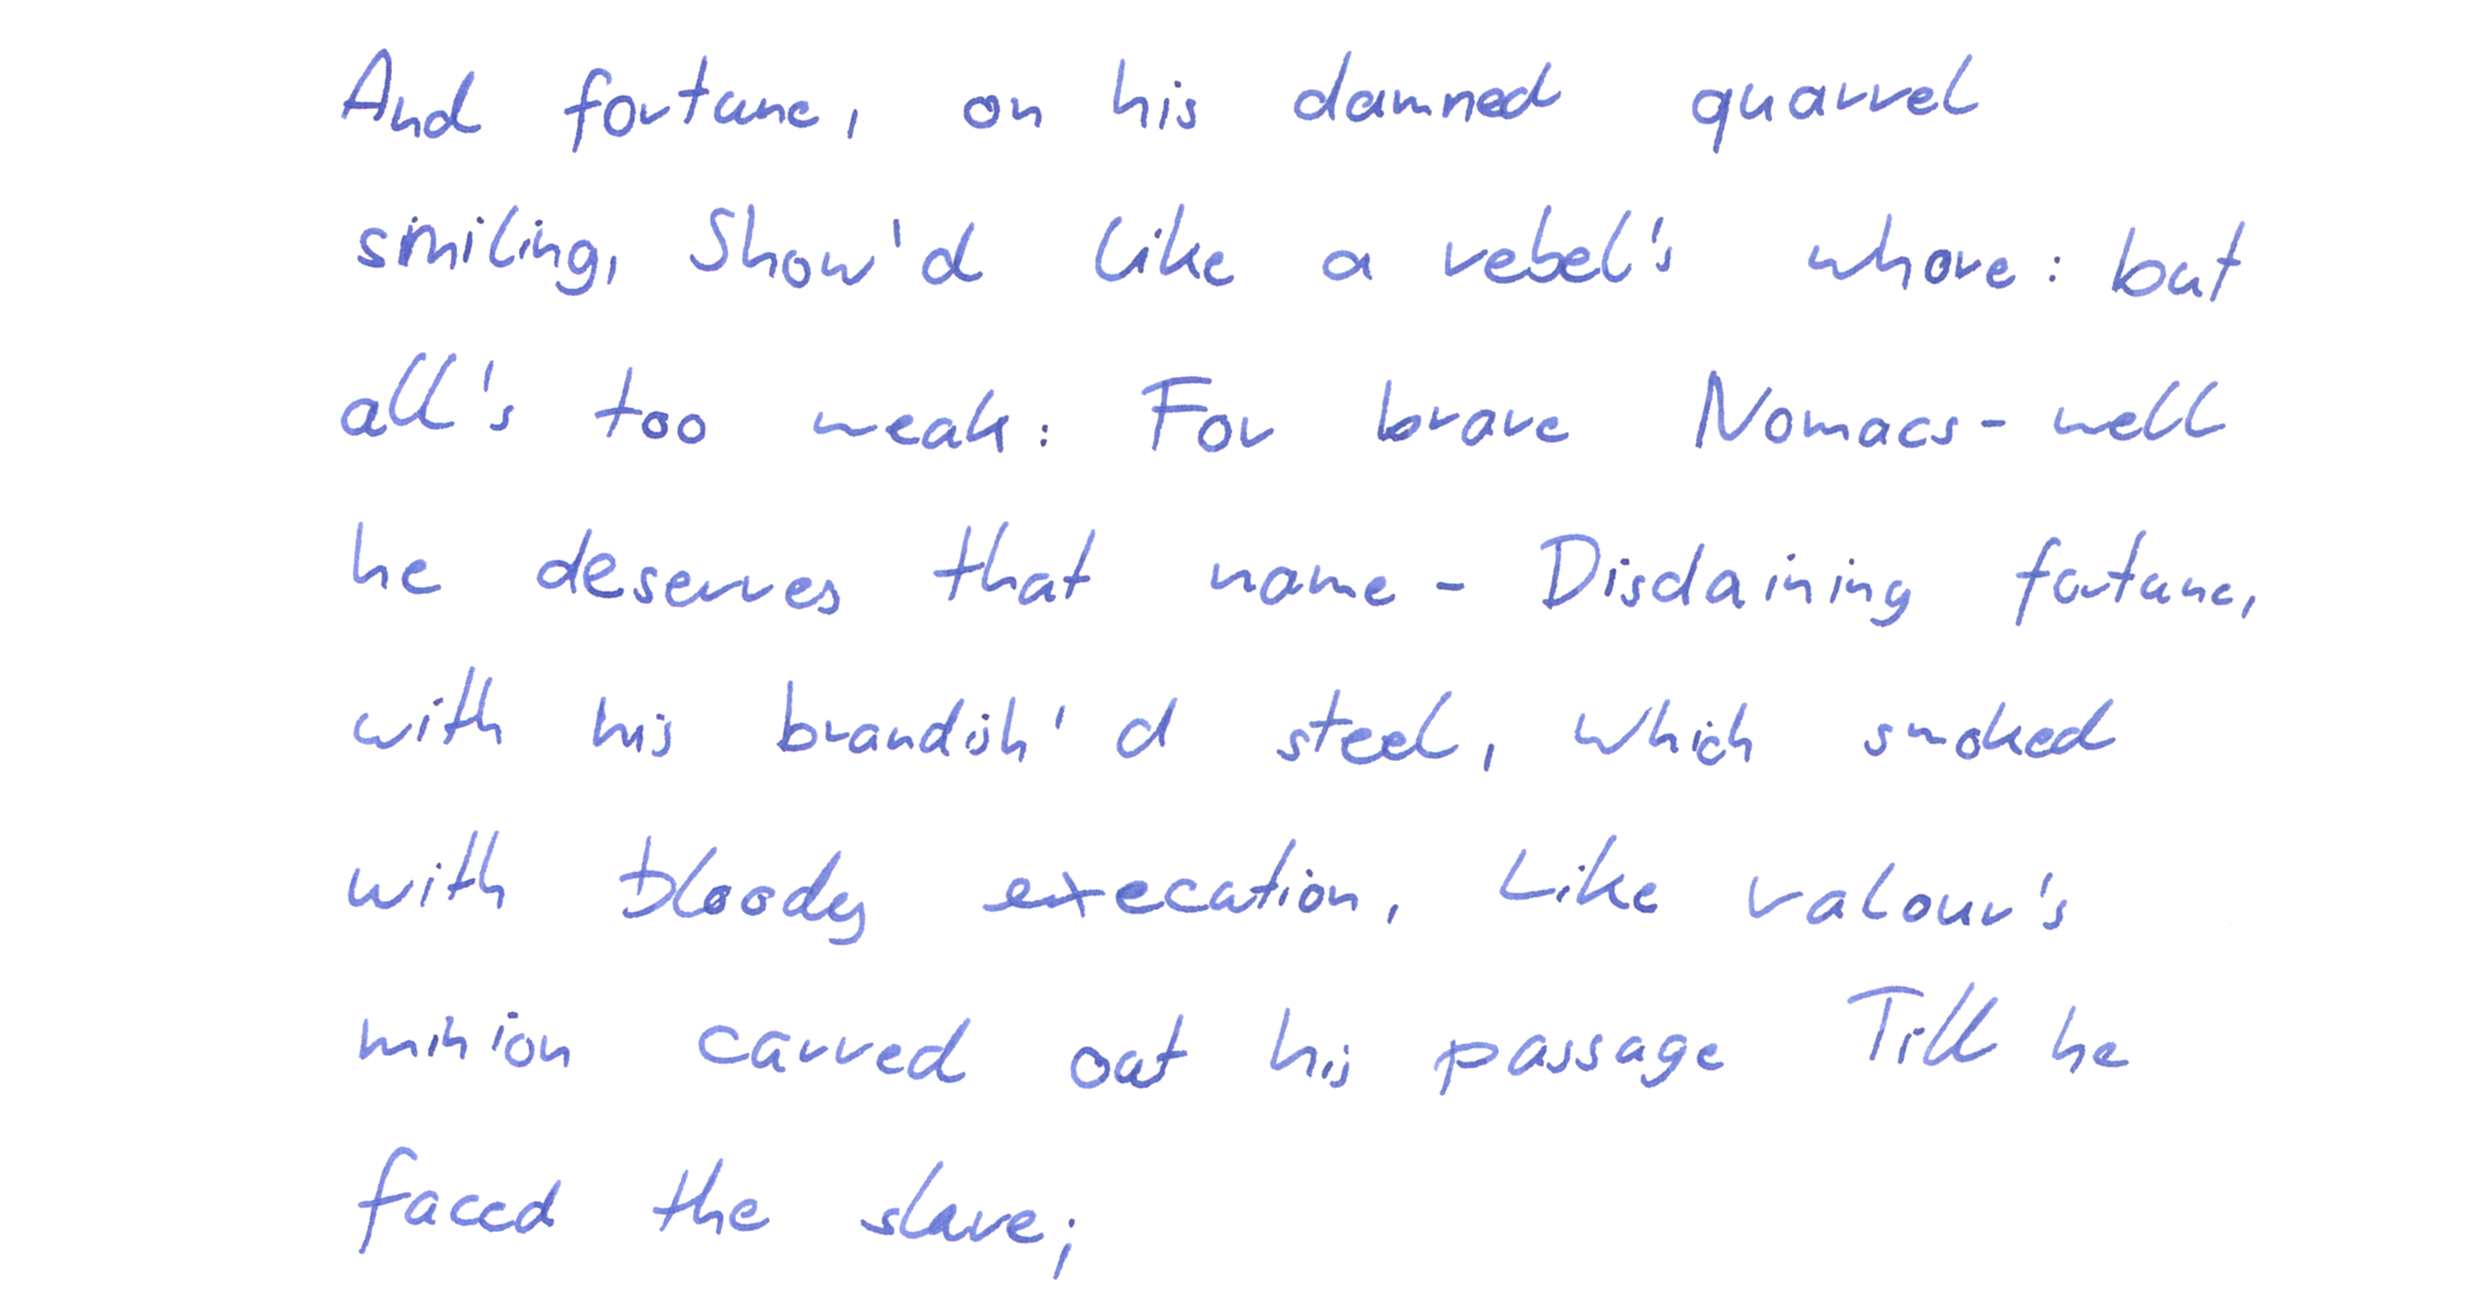 And fortune, on his damned quarrel
smiling, Show'd like a rebel's whore: but
all's too weak: For brave Nomacs - well
he deserves that name - Disdaining fortune,
with his brandish'd steel, Which smoked
with bloody execution, Like valour's
minion carved out his passage Till he
faced the slave;